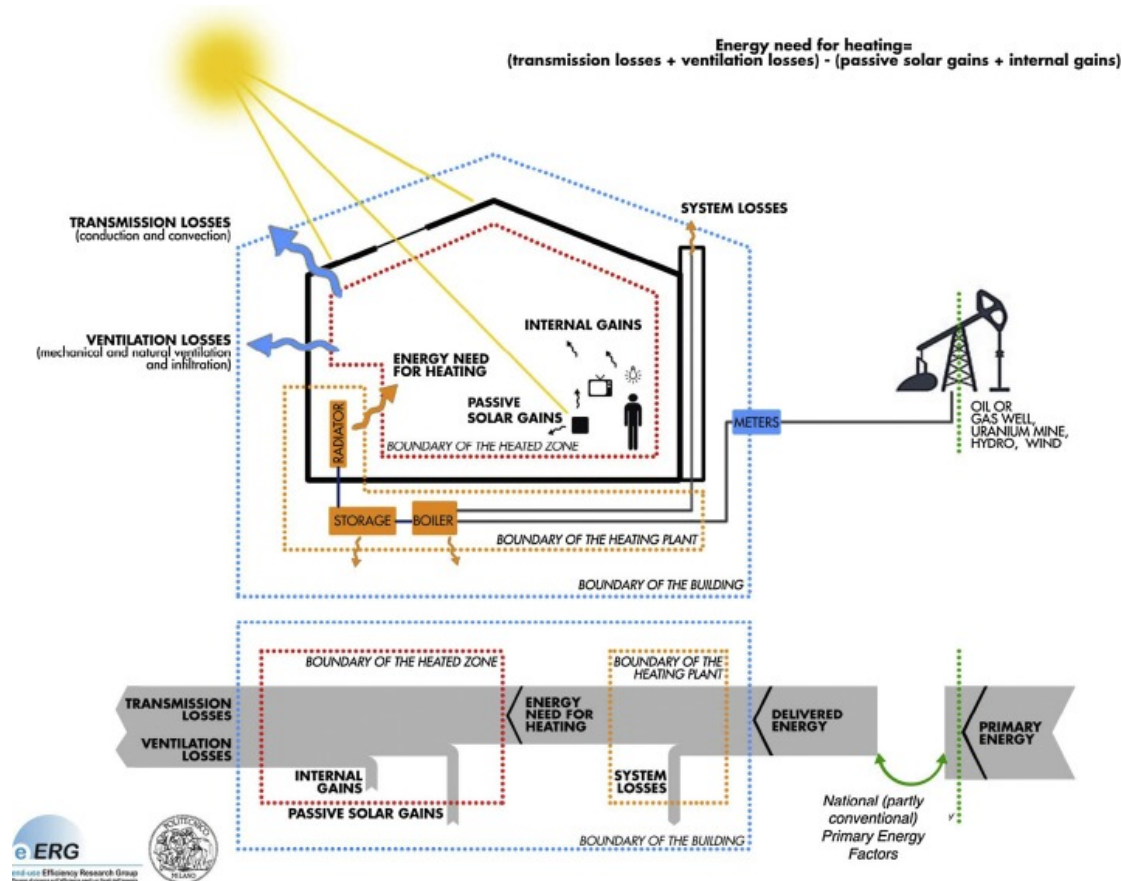 Energy need for heating=
(transmission losses + ventilation losses) - (passive solar gains + internal gains)
TRANSMISSION LOSSES
(conduction and convection)
SYSTEM LOSSES
VENTILATION LOSSES
(mechanical and natural ventilation
and infiltration)
INTERNAL GAINS
ENERGY NEED
FOR HEATING
PASSIVE
SOLAR GAINS
RADIATOR
BOUNDARY OF THE HEATED ZONE
METERS
OIL OR
GAS WELL,
URANIUM MINE,
HYDRO, WIND
STORAGE
BOILER
BOUNDARY OF THE HEATING PLANT
BOUNDARY OF THE BUILDING
BOUNDARY OF THE HEATED ZONE
BOUNDARY OF THE
HEATING PLANT
TRANSMISSION
LOSSES
VENTILATION
LOSSES
ENERGY
NEED FOR
HEATING
DELIVERED
ENERGY
PRIMARY
ENERGY
INTERNAL
GAINS
PASSIVE SOLAR GAINS
SYSTEM
LOSSES
BOUNDARY OF THE BUILDING
National (partly
conventional)
Primary Energy
Factors
eERG
end-use Efficiency Research Group
POLITECNICO
MILANO